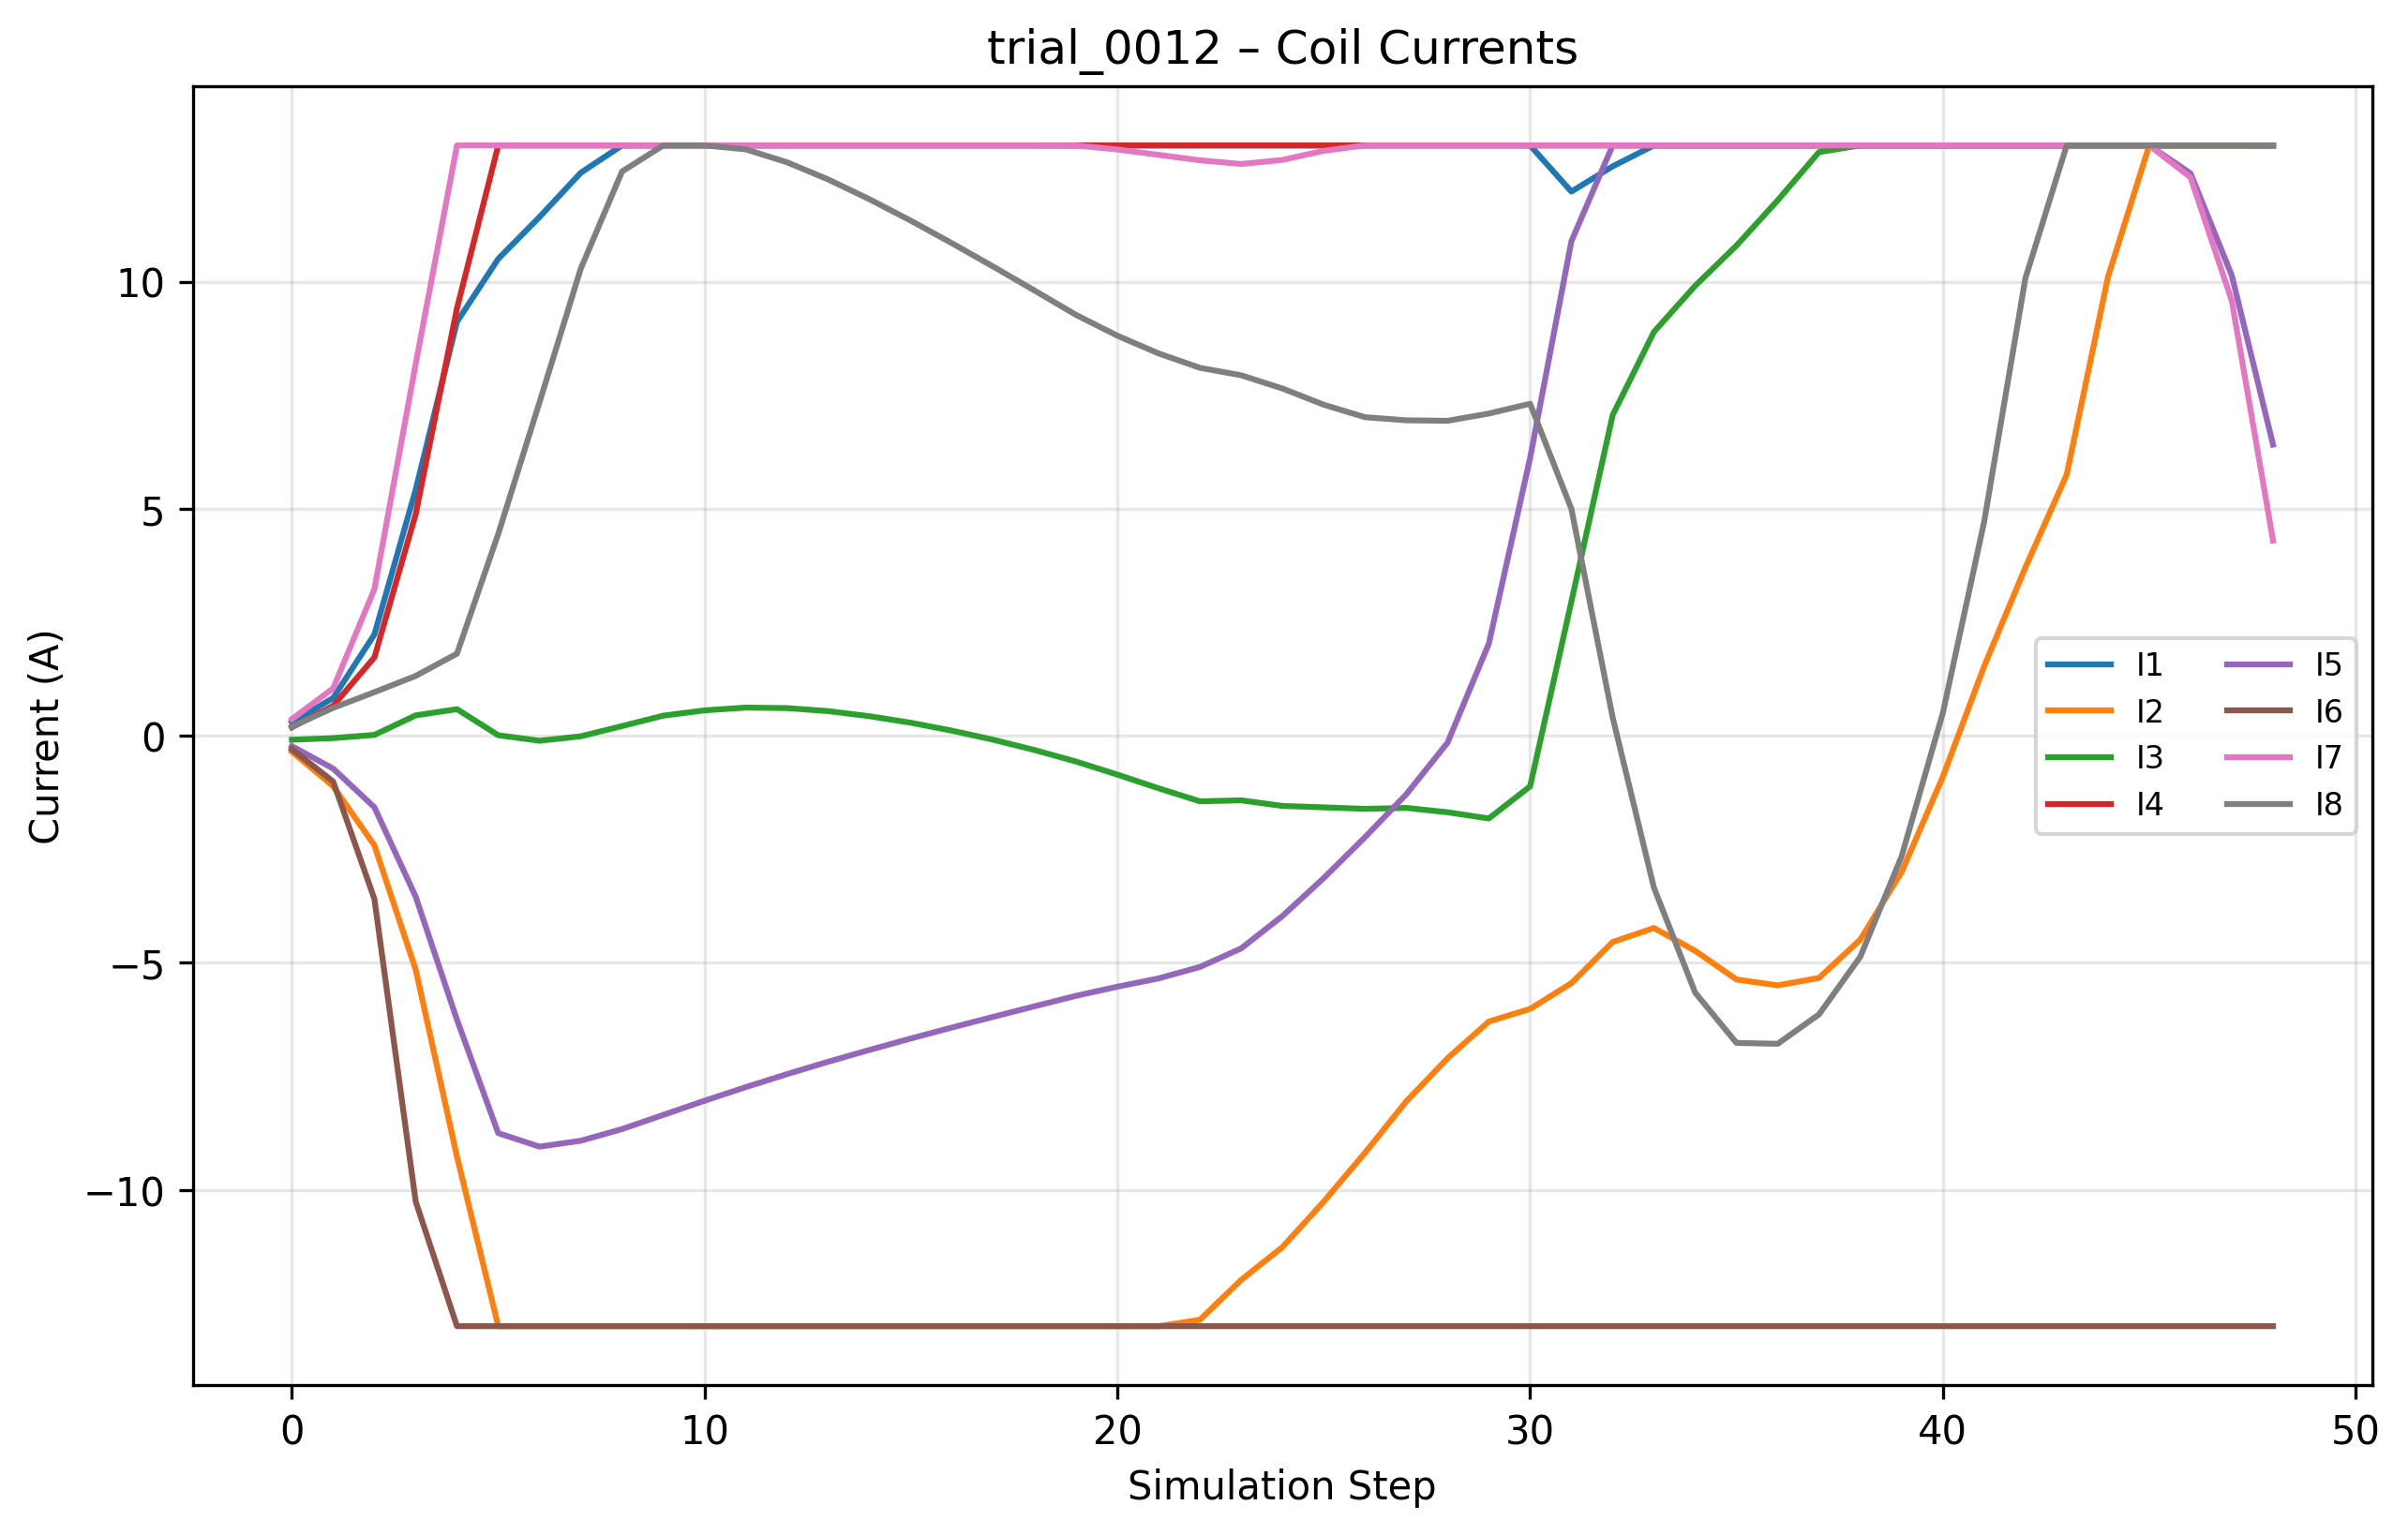 trial_0012 – Coil Currents
Current (A)
10
5
0
−5
−10
I1 I5
I2 I6
I3 I7
I4 I8
0 10 20 30 40 50
Simulation Step